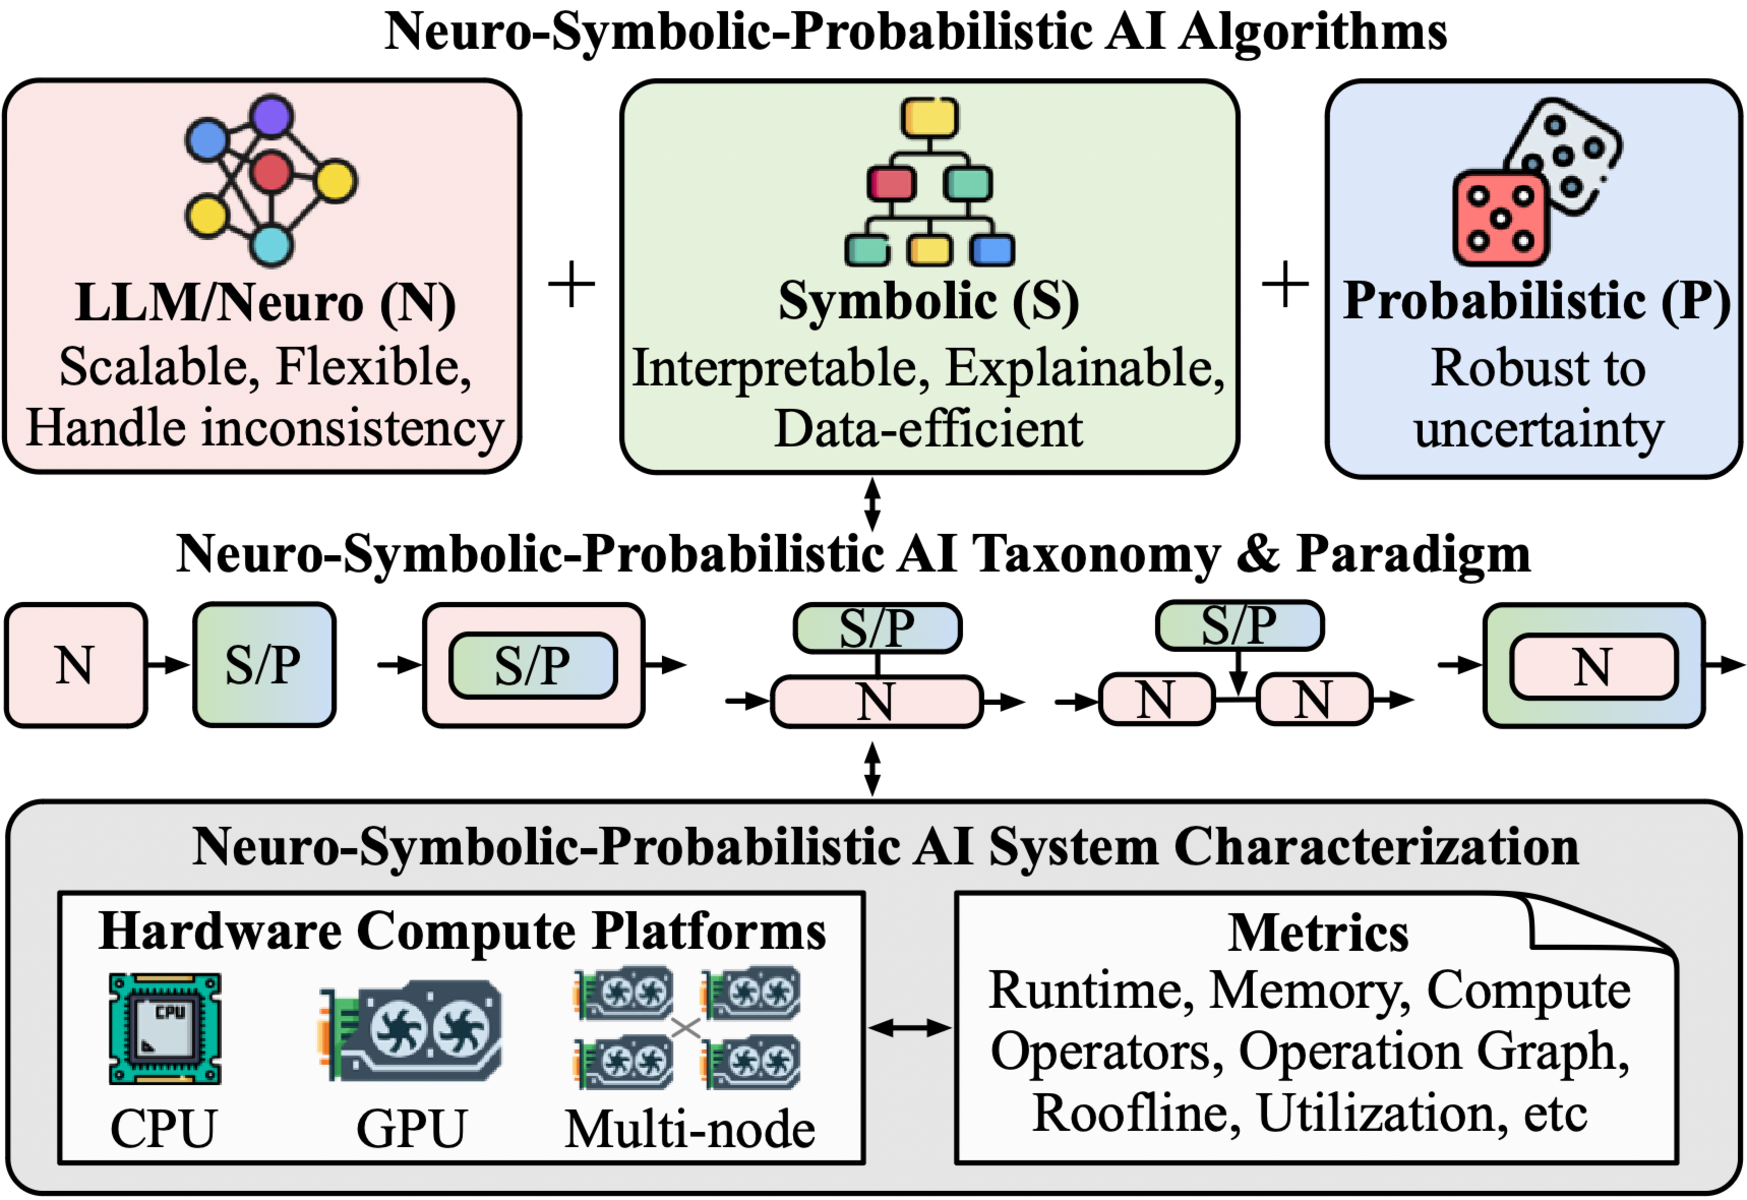 Neuro-Symbolic-Probabilistic AI Algorithms
LLM/Neuro (N)
Scalable, Flexible,
Handle inconsistency
+
Symbolic (S)
Interpretable, Explainable,
Data-efficient
+
Probabilistic (P)
Robust to
uncertainty
Neuro-Symbolic-Probabilistic AI Taxonomy & Paradigm
N
S/P
S/P
S/P
N
S/P
N
N
N
Neuro-Symbolic-Probabilistic AI System Characterization
Hardware Compute Platforms
CPU
CPU
GPU
Multi-node
Metrics
Runtime, Memory, Compute
Operators, Operation Graph,
Roofline, Utilization, etc